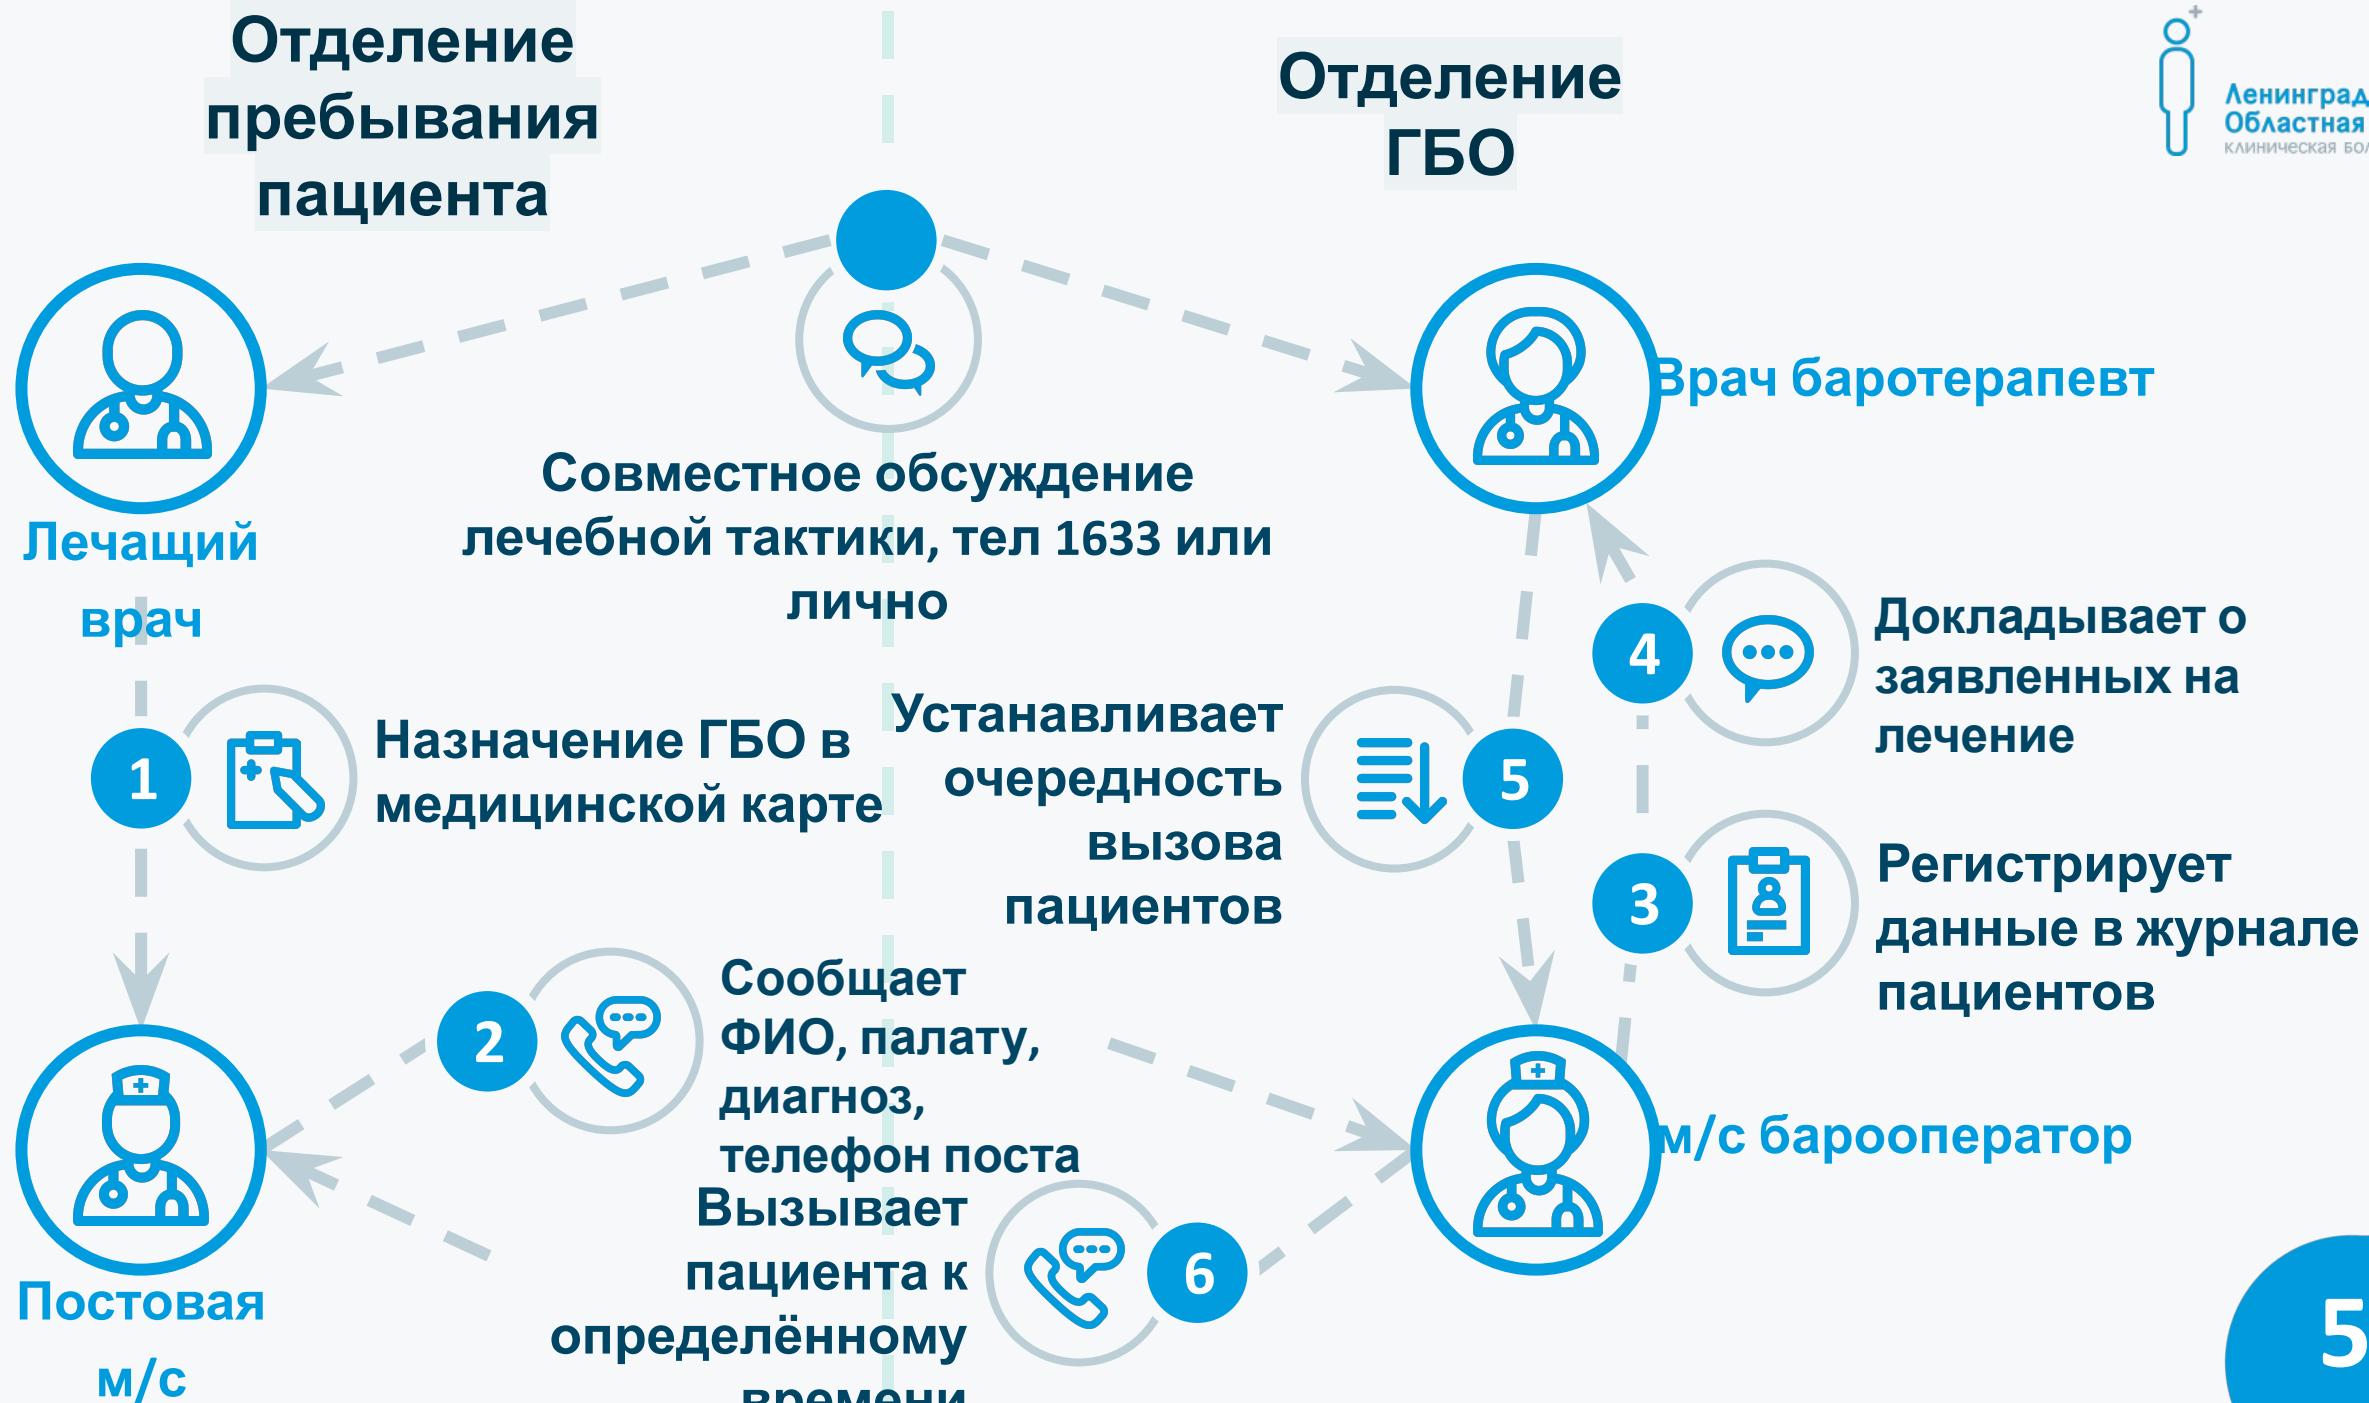 Отделение
пребывания
пациента
Отделение
ГБО
Ленинград
Областная
клиническая
Врач баротерапевт
Совместное обсуждение
лечебной тактики, тел 1633 или
лично
Лечащий
врач
1
Назначение ГБО в
медицинской карте
Устанавливает
очередность
вызова
пациентов
5
4
Докладывает о
заявленных на
лечение
3
Регистрирует
данные в журнале
пациентов
2
Сообщает
ФИО, палату,
диагноз,
телефон поста
м/с барооператор
Вызывает
пациента к
определённому
времени
6
Постовая
м/с
5